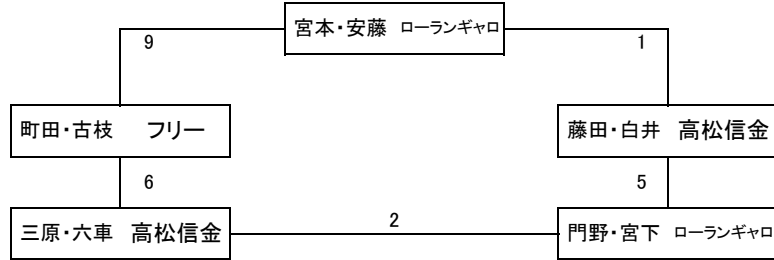 宮本・安藤 ローランギャロ
9 1
町田・古枝 フリー 藤田・白井 高松信金
6 5
三原・六車 高松信金 2 門野・宮下 ローランギャロ